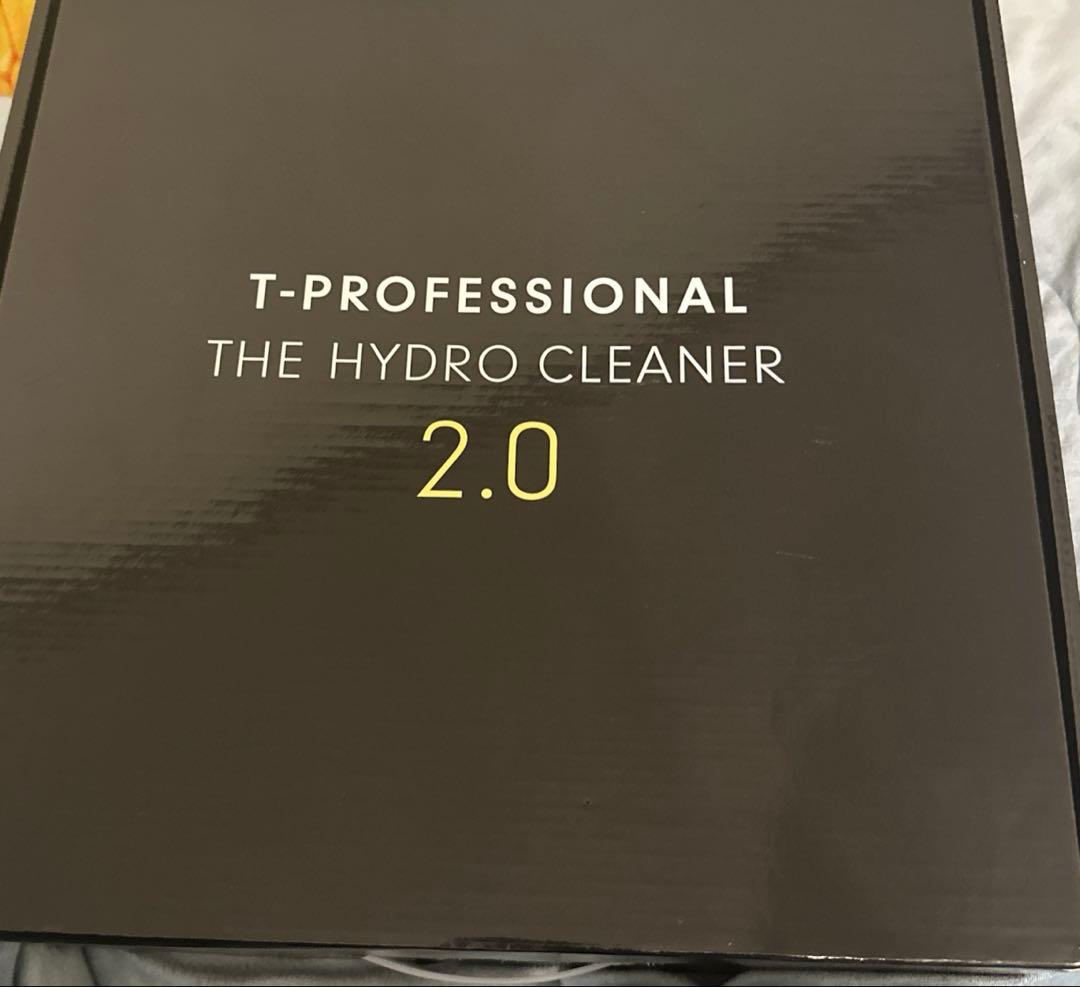 T-PROFESSIONAL
THE HYDRO CLEANER
2.0